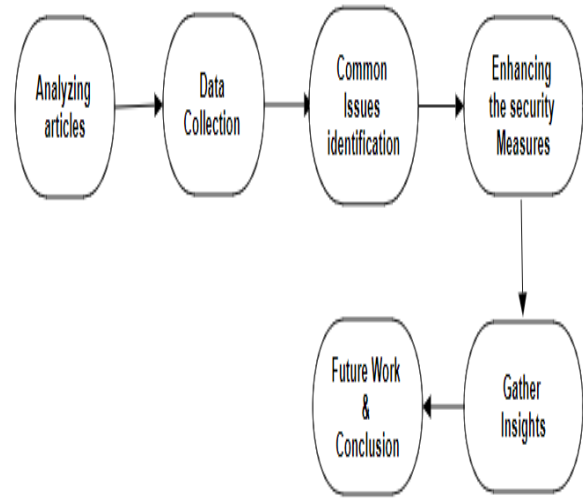 Analyzing
articles
Data
Collection
Common
Issues
identification
Enhancing
the security
Measures
Gather
Insights
Future Work
&
Conclusion